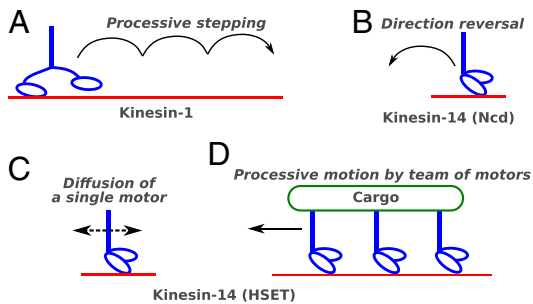 A
Processive stepping
Kinesin-1
B
Direction reversal
Kinesin-14 (Ncd)
C
Diffusion of
a single motor
D
Processive motion by team of motors
Cargo
Kinesin-14 (HSET)